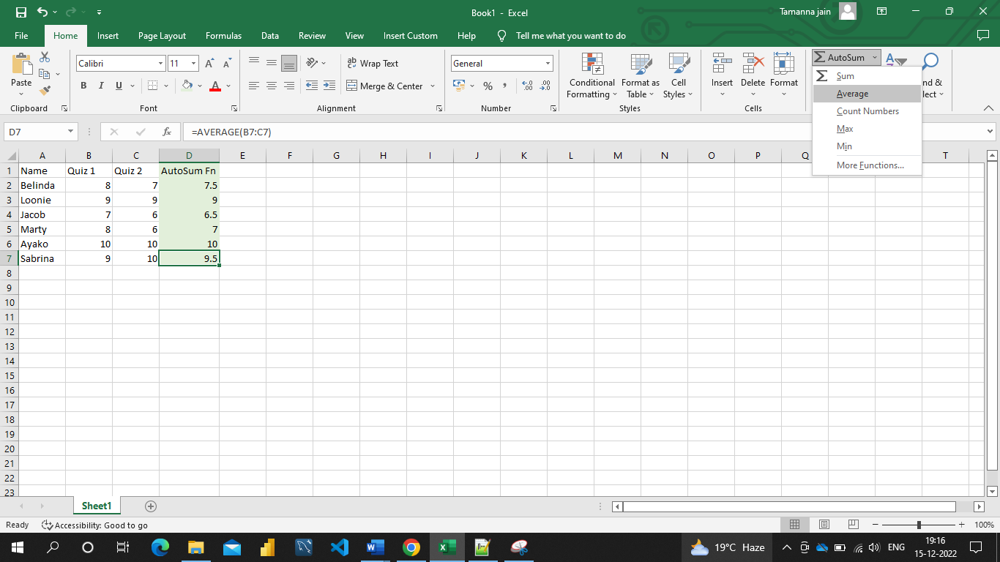 Book1 - Excel
Tamanna jain
File Home Insert Page Layout Formulas Data Review View Insert Custom Help Tell me what you want to do
Paste
Calibri 11
B I U A
Wrap Text
Merge & Center
General
% ,
Conditional Formatting
Format as Table
Cell Styles
Insert
Delete
Format
AutoSum
Sum
Average
Count Numbers
Max
Min
More Functions...
nd &
lect
Clipboard Font Alignment Number Styles Cells
D7 fx =AVERAGE(B7:C7)
A B C D E F G H I J K L M N O P Q T
1 Name Quiz 1 Quiz 2 AutoSum Fn
2 Belinda 8 7 7.5
3 Loonie 9 9 9
4 Jacob 7 6 6.5
5 Marty 8 6 7
6 Ayako 10 10 10
7 Sabrina 9 10 9.5
8
9
10
11
12
13
14
15
16
17
18
19
20
21
22
23
Sheet1
Ready Accessibility: Good to go 100%
19°C Haze ENG 19:16
15-12-2022